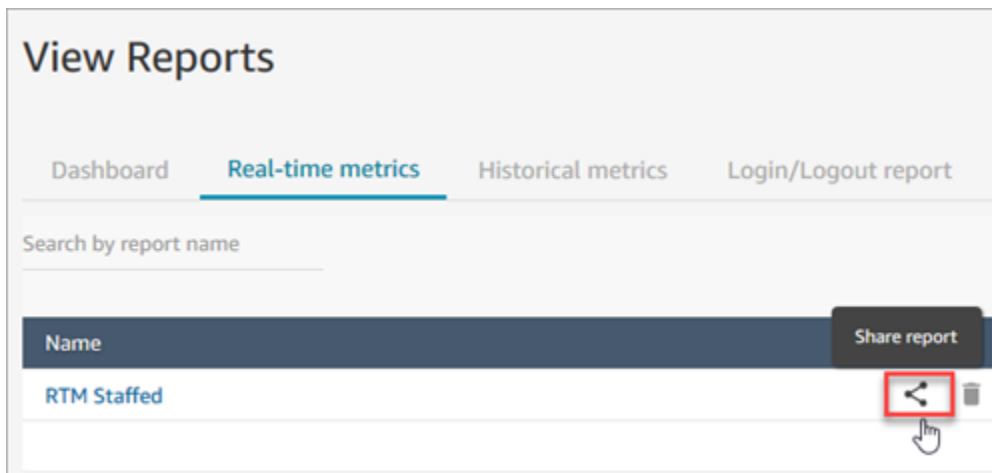 View Reports
Dashboard Real-time metrics Historical metrics Login/Logout report
Search by report name
Name Share report
RTM Staffed